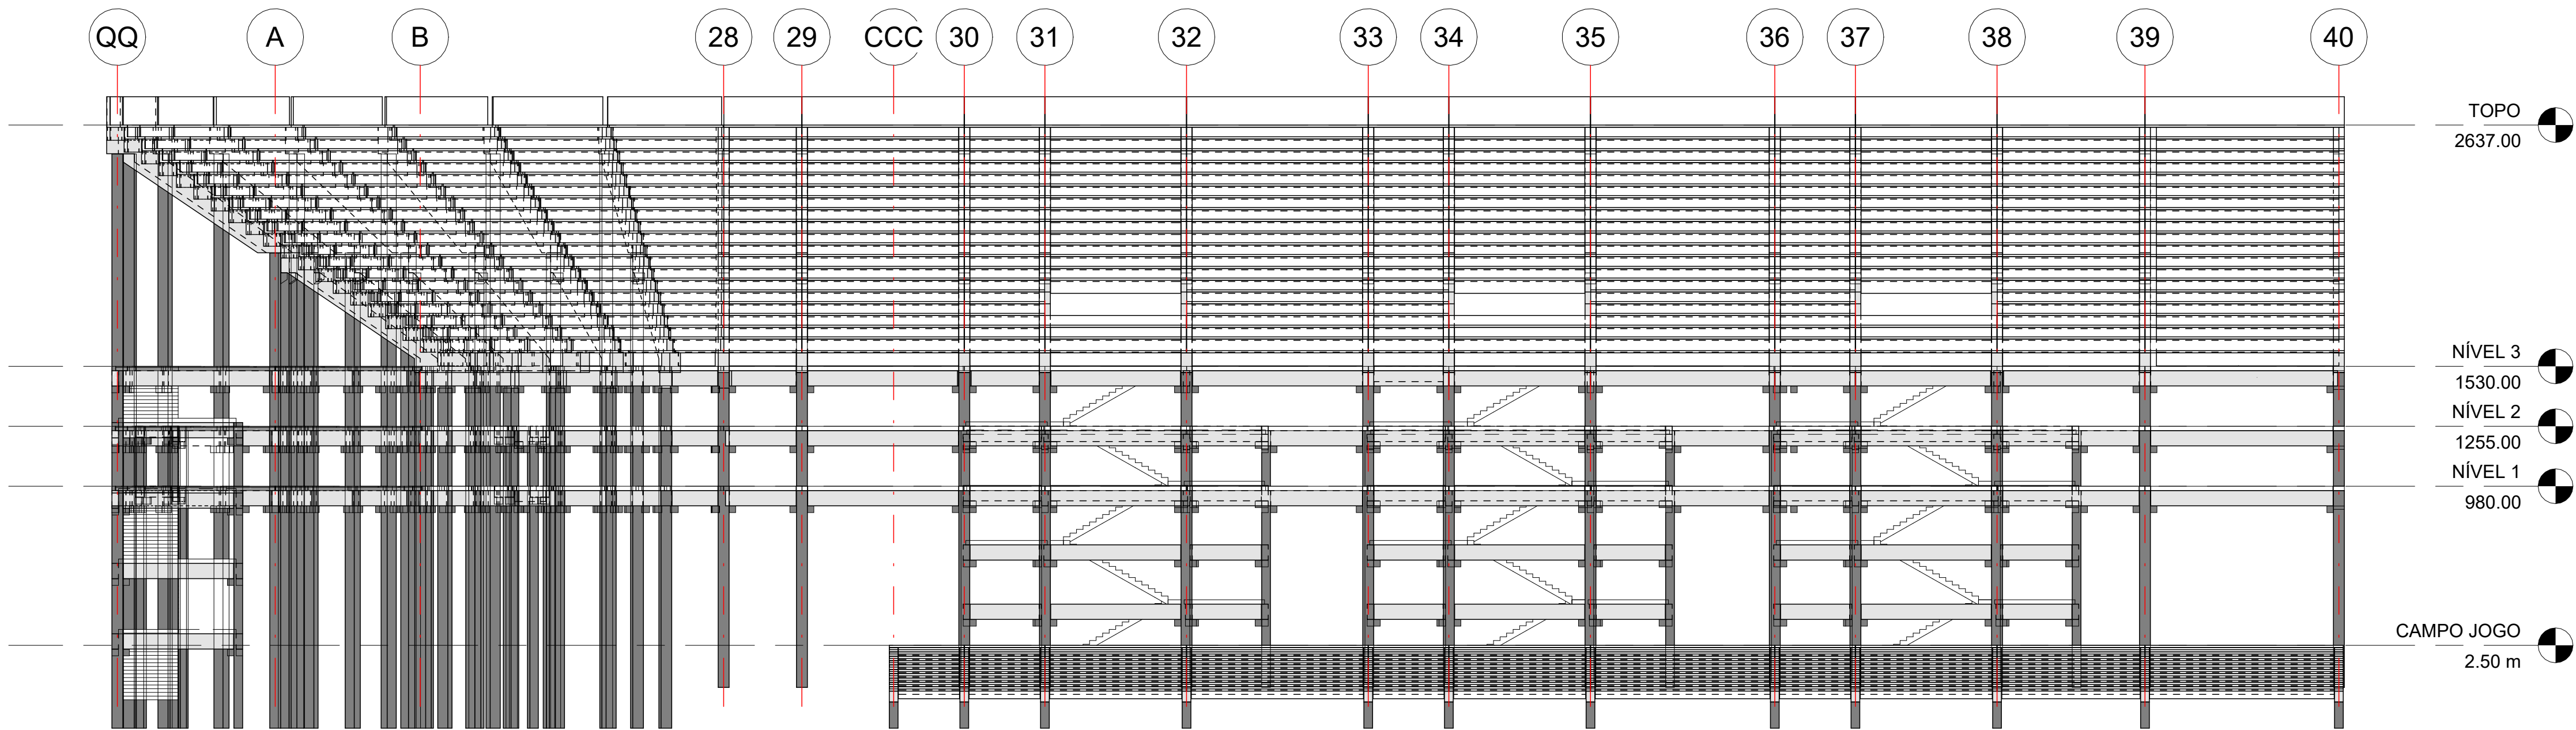 QQ A B 28 29 CCC 30 31 32 33 34 35 36 37 38 39 40
TOPO
2637.00
NÍVEL 3
1530.00
NÍVEL 2
1255.00
NÍVEL 1
980.00
CAMPO JOGO
2.50 m